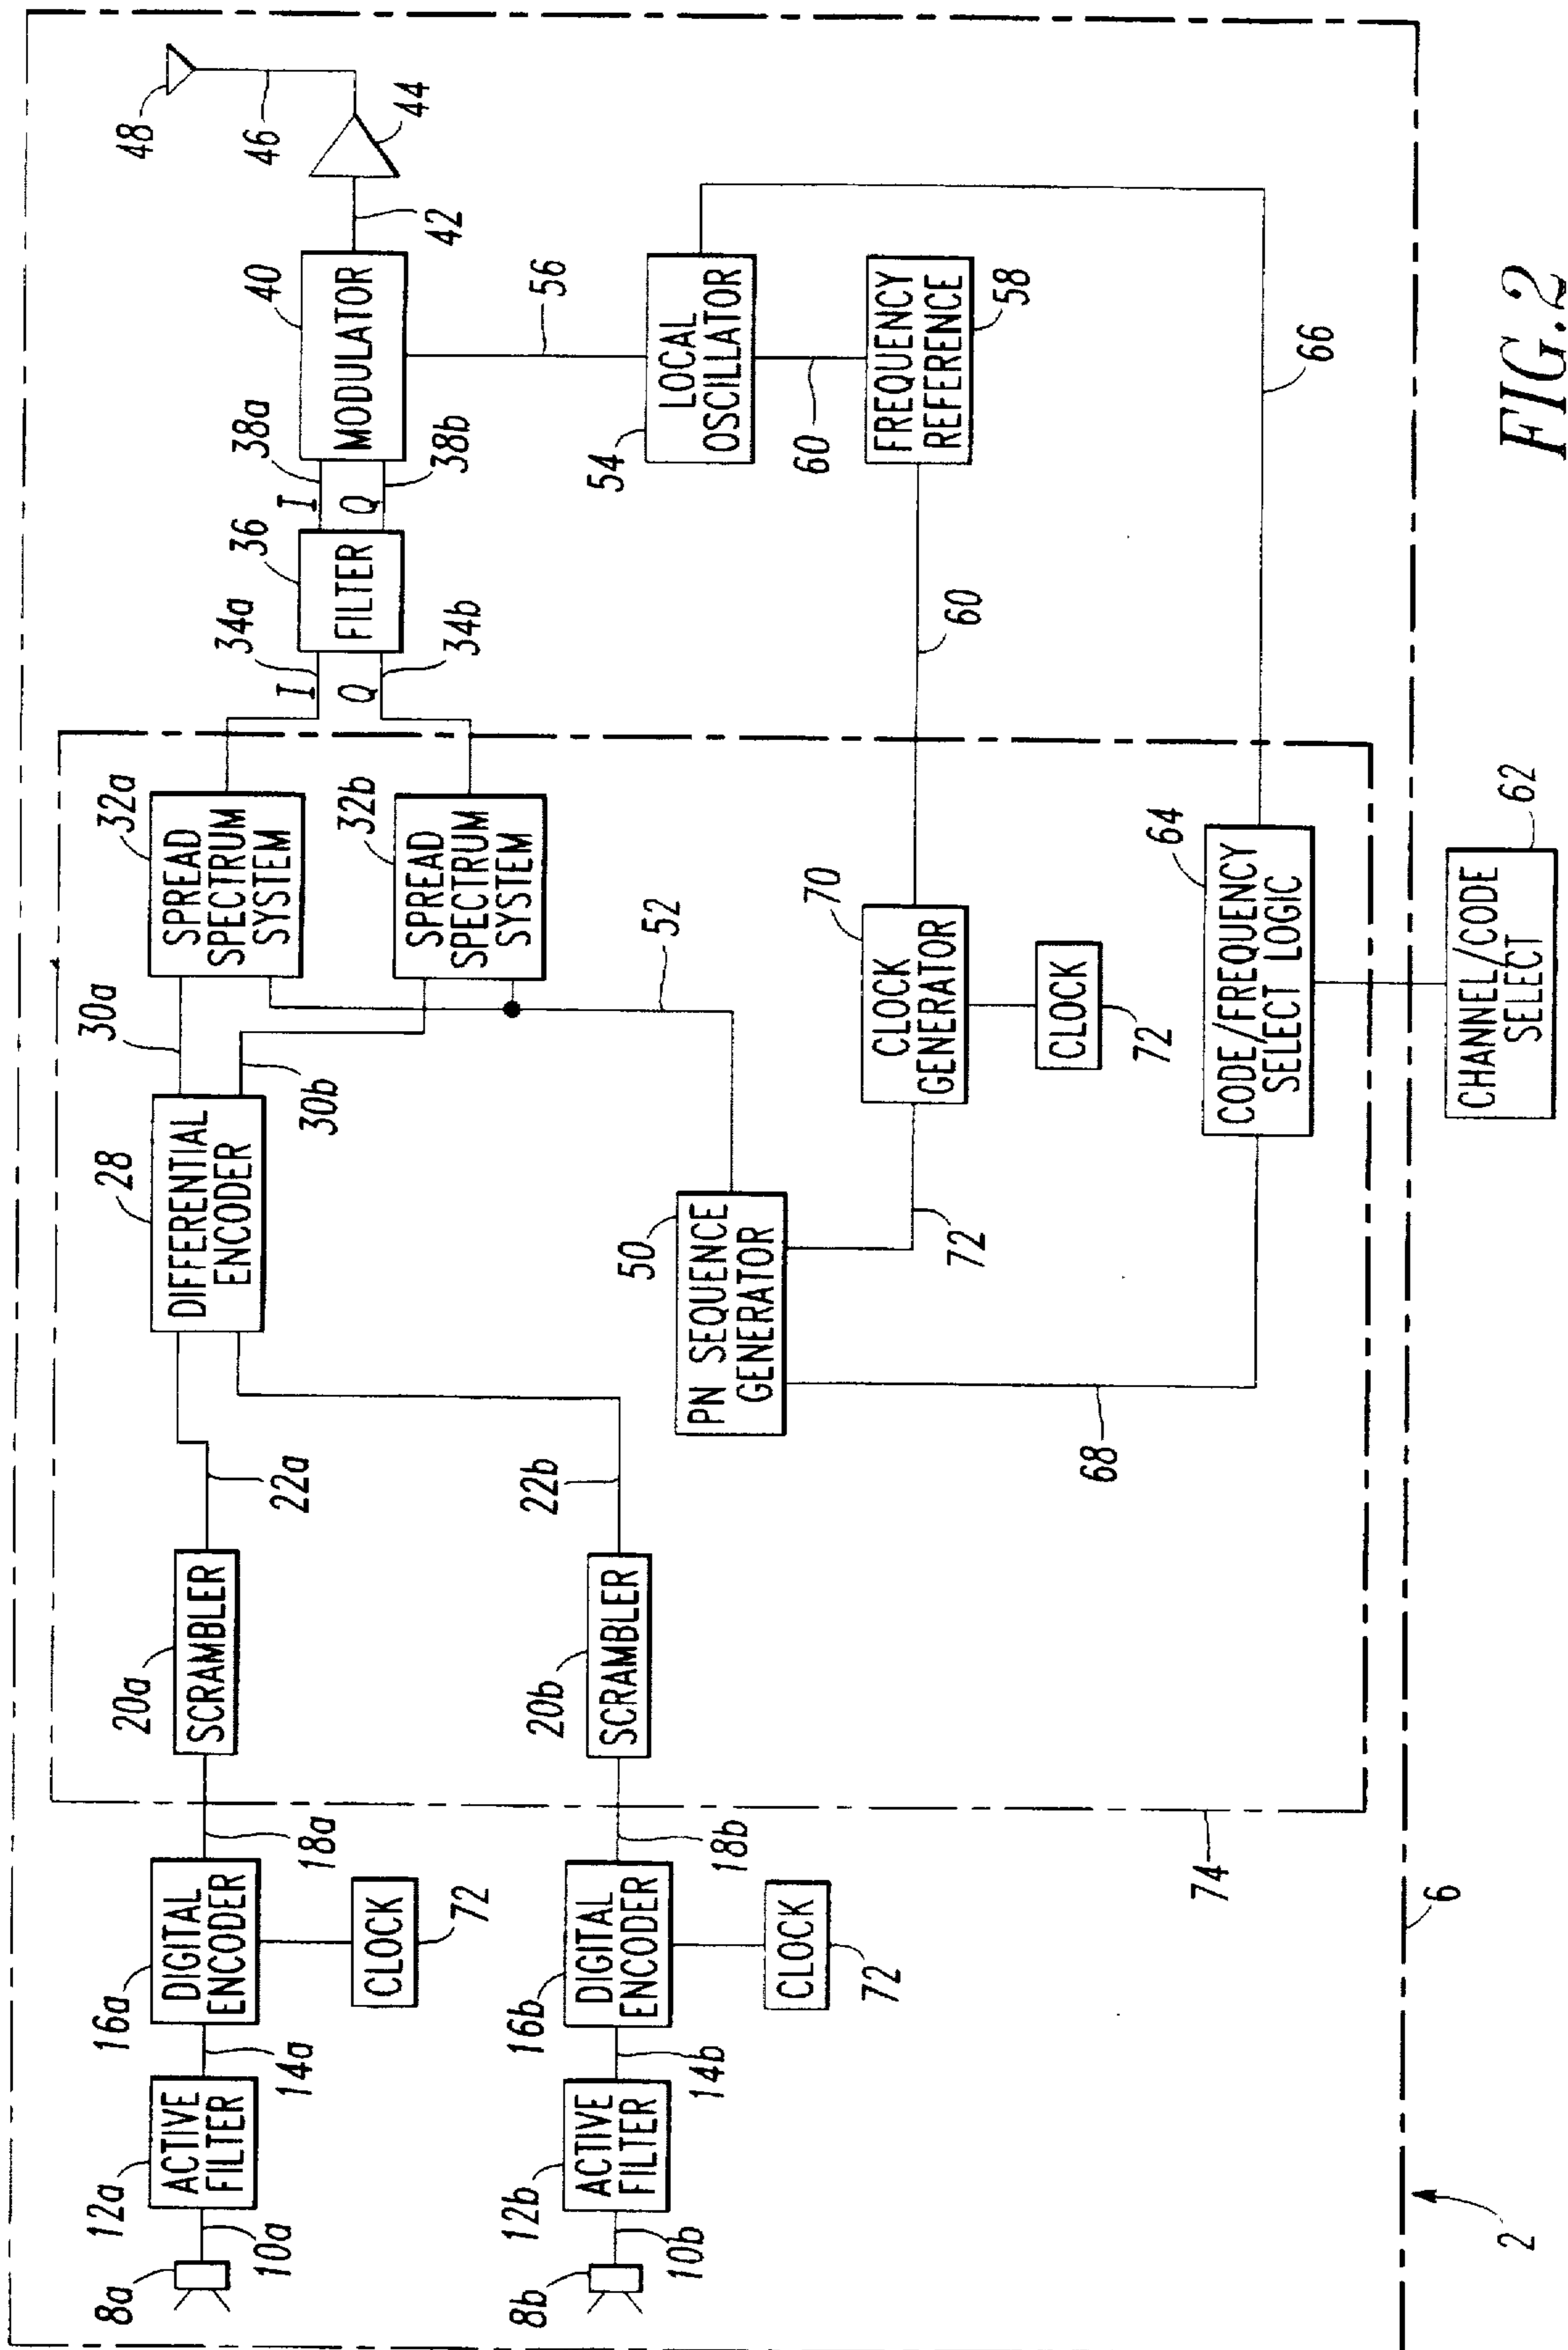 8a
10a
12a
ACTIVE
FILTER
14a
16a
DIGITAL
ENCODER
18a
CLOCK
72
20a
SCRAMBLER
22a
28
DIFFERENTIAL
ENCODER
30a
30b
32a
SPREAD
SPECTRUM
SYSTEM
32b
SPREAD
SPECTRUM
SYSTEM
34a
I
Q
34b
36
FILTER
38a
I
Q
38b
40
MODULATOR
42
44
46
48
8b
10b
12b
ACTIVE
FILTER
14b
16b
DIGITAL
ENCODER
18b
CLOCK
72
20b
SCRAMBLER
22b
50
PN SEQUENCE
GENERATOR
52
54
LOCAL
OSCILLATOR
56
60
FREQUENCY
REFERENCE
58
60
70
CLOCK
GENERATOR
72
CLOCK
72
68
64
CODE/FREQUENCY
SELECT LOGIC
66
62
CHANNEL/CODE
SELECT
74
6
2
FIG.2